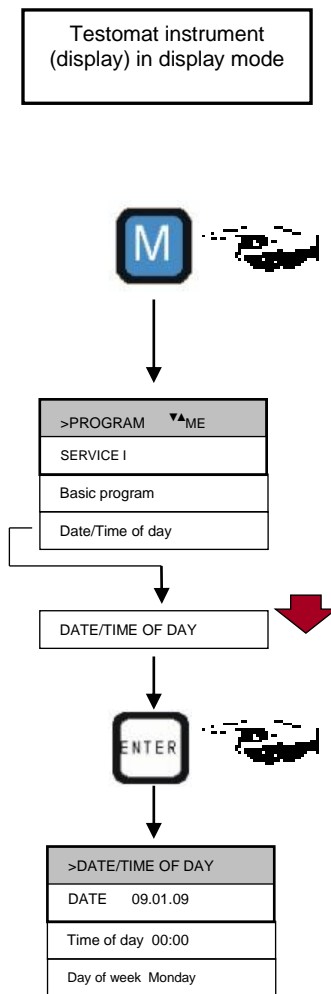 Testomat instrument
(display) in display mode
M
>PROGRAM ▼▲ME
SERVICE I
Basic program
Date/Time of day
DATE/TIME OF DAY
ENTER
>DATE/TIME OF DAY
DATE 09.01.09
Time of day 00:00
Day of week Monday